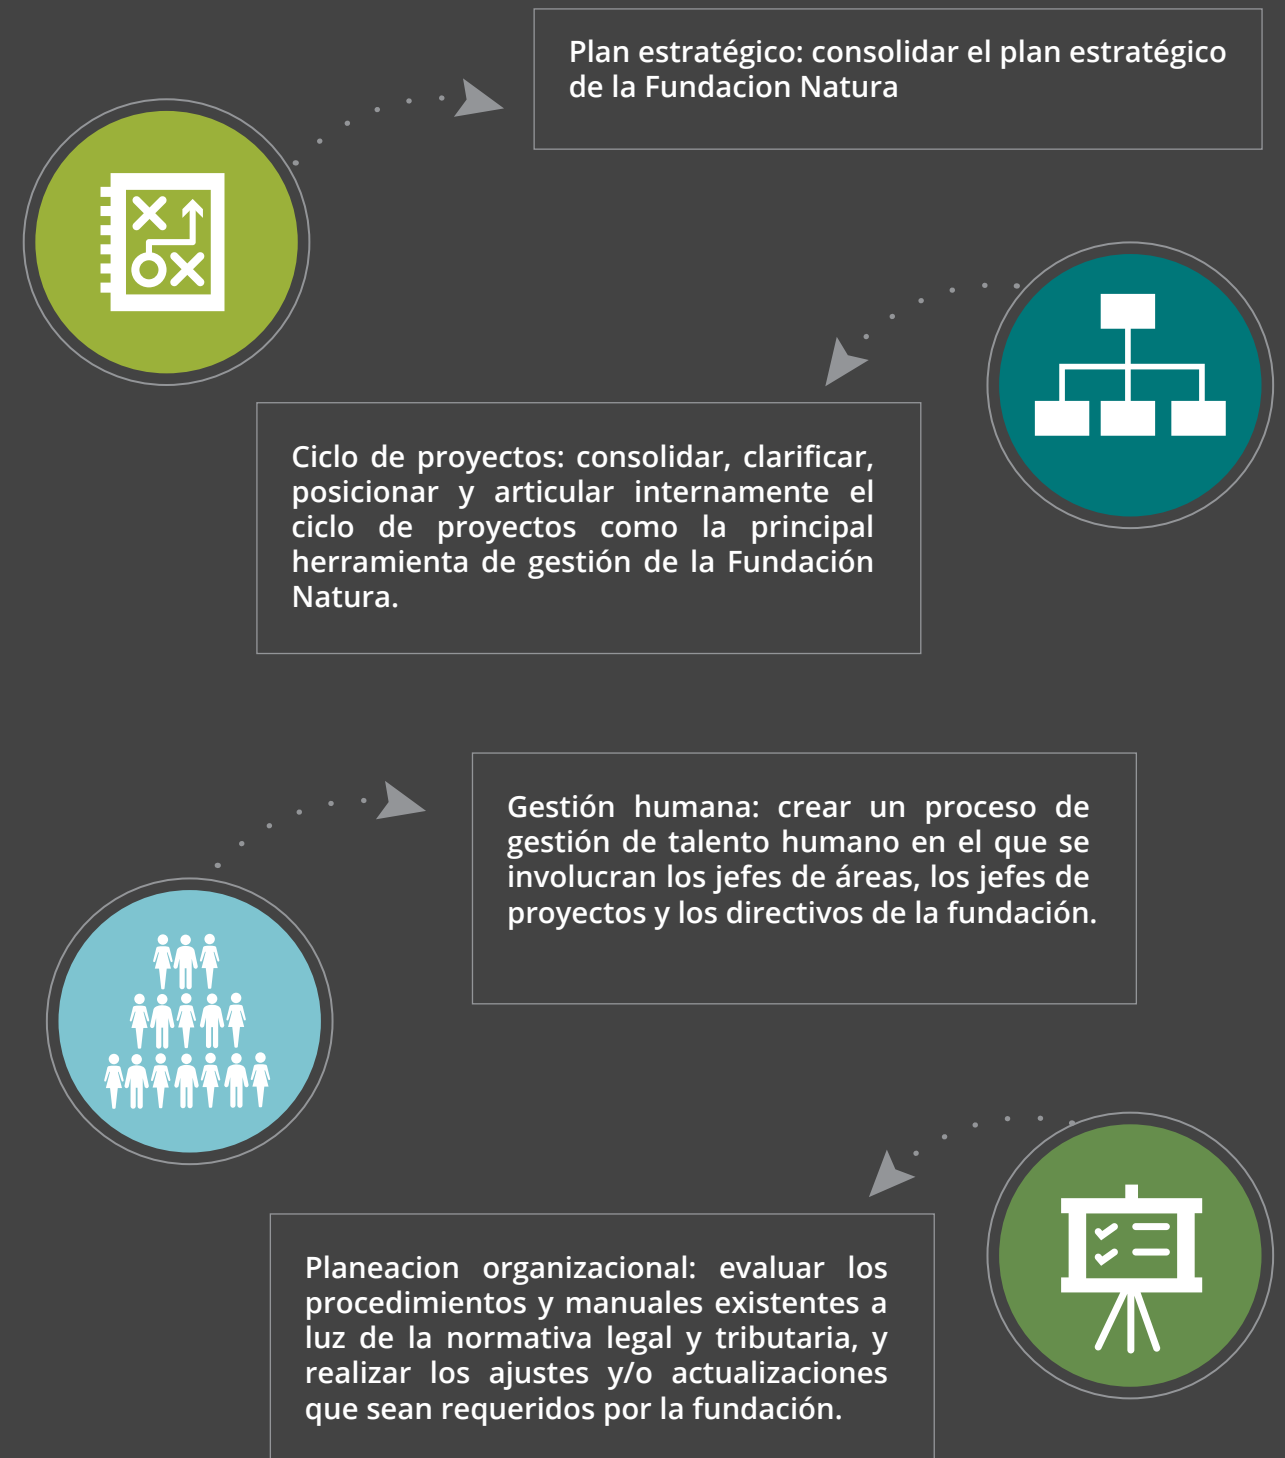 Plan estratégico: consolidar el plan estratégico
de la Fundacion Natura
Ciclo de proyectos: consolidar, clarificar,
posicionar y articular internamente el
ciclo de proyectos como la principal
herramienta de gestión de la Fundación
Natura.
Gestión humana: crear un proceso de
gestión de talento humano en el que se
involucran los jefes de áreas, los jefes de
proyectos y los directivos de la fundación.
Planeacion organizacional: evaluar los
procedimientos y manuales existentes a
luz de la normativa legal y tributaria, y
realizar los ajustes y/o actualizaciones
que sean requeridos por la fundación.